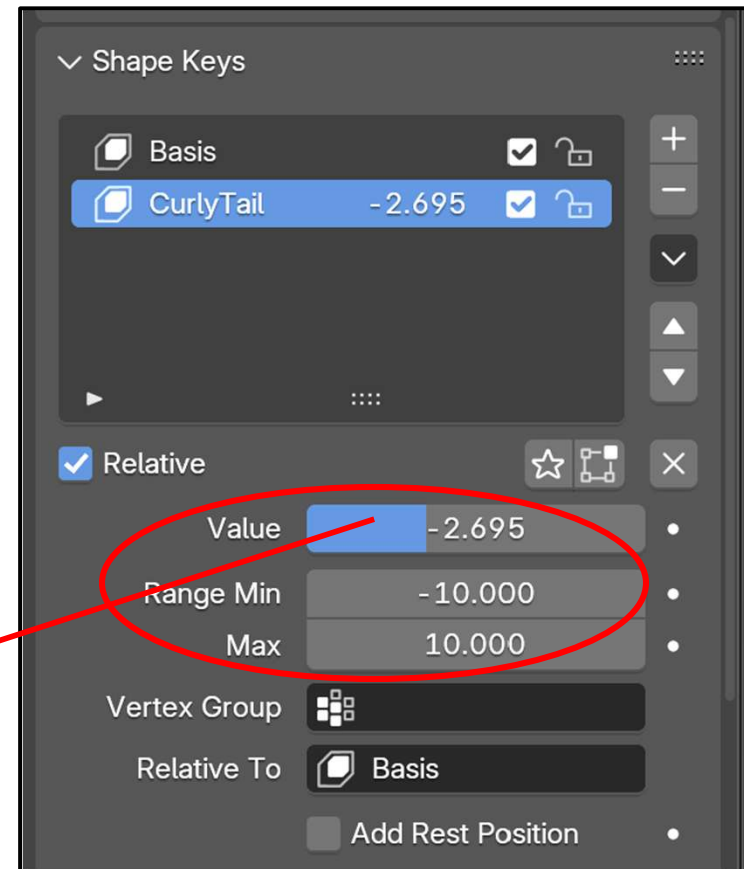 Shape Keys
Basis
CurlyTail -2.695
Relative
Value -2.695
Range Min -10.000
Max 10.000
Vertex Group
Relative To Basis
Add Rest Position